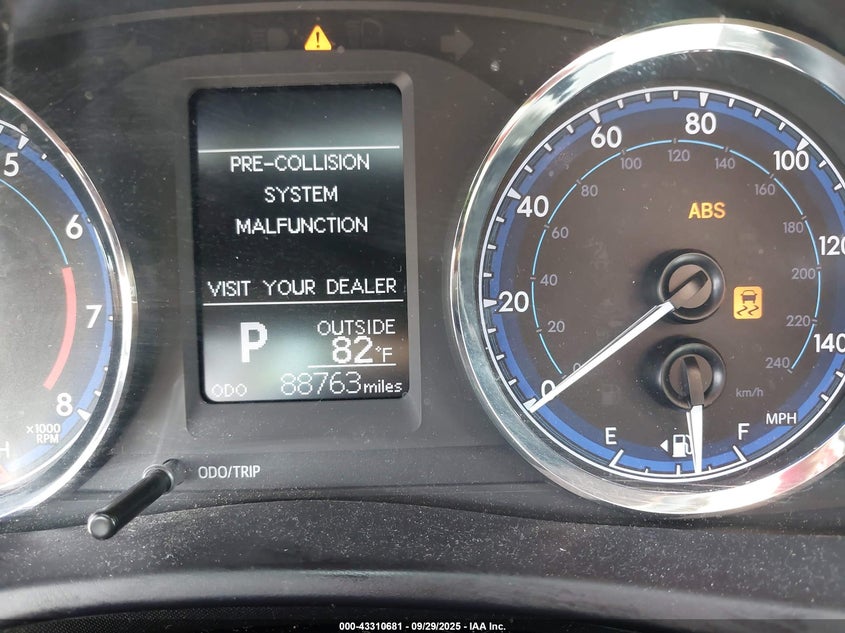 PRE-COLLISION
SYSTEM
MALFUNCTION
VISIT YOUR DEALER
P
OUTSIDE
82°F
ODO 88763 miles
ODO/TRIP
5
6
7
8
x1000
RPM
H
0
20
40
60
80
100
120
140
MPH
0
20
40
60
80
100
120
140
160
180
200
220
240
km/h
ABS
E
F
000-43310681 | 09/29/2025 | IAA Inc.